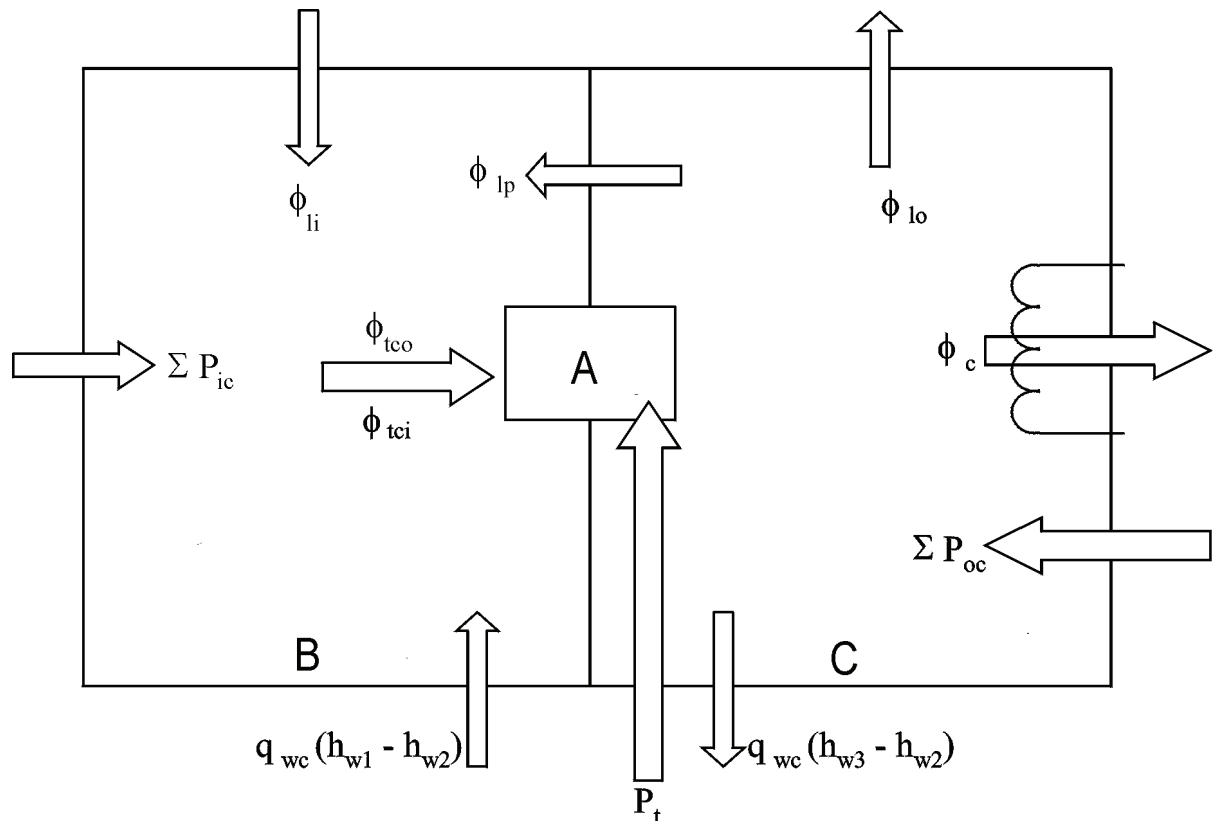 ϕ li
ϕ lp
ϕ lo
Σ P ic
ϕ tco
ϕ tci
A
ϕ c
Σ P oc
B
C
q wc (h w1 - h w2)
q wc (h w3 - h w2)
P t